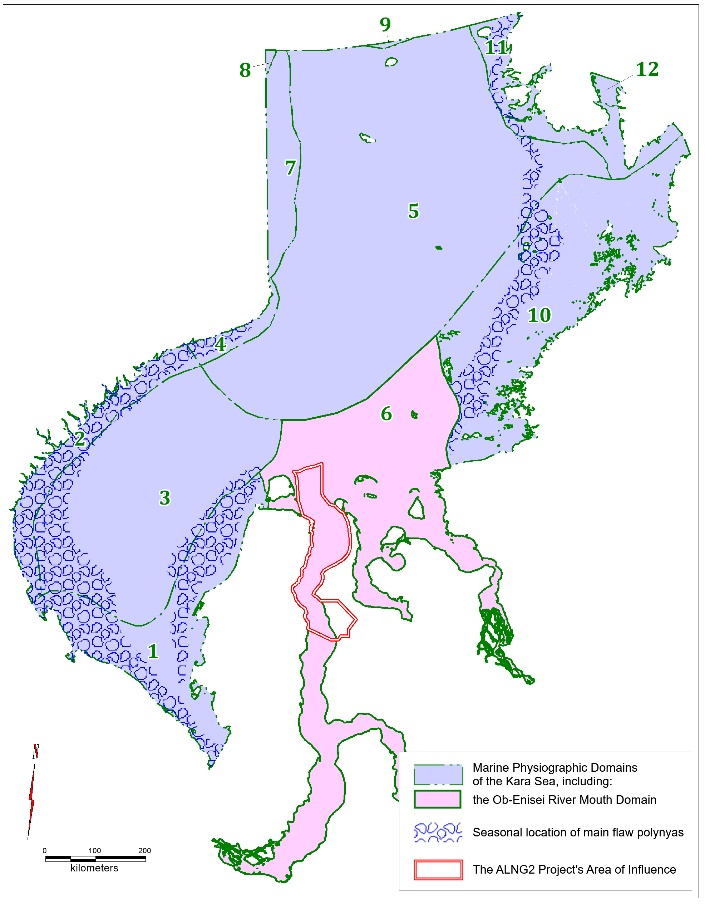 9
11
8
12
7
5
10
4
6
2
3
1
Marine Physiographic Domains
of the Kara Sea, including:
the Ob-Enisei River Mouth Domain
Seasonal location of main flaw polynyas
The ALNG2 Project's Area of Influence
0 100 200
kilometers